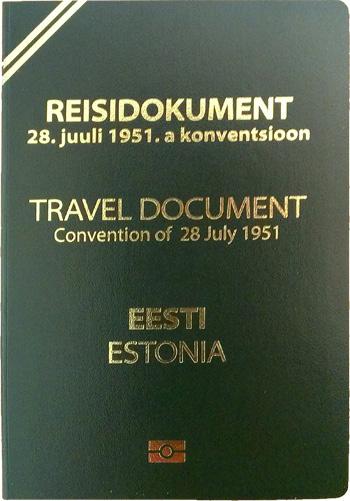 REISIDOKUMENT
28. juuli 1951. a konventsioon
TRAVEL DOCUMENT
Convention of 28 July 1951
EESTI
ESTONIA